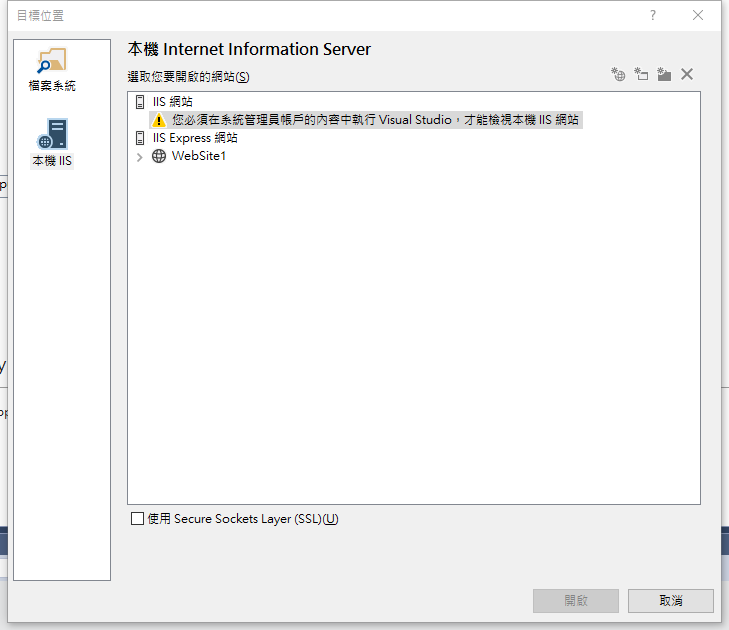 目標位置
?
檔案系統
本機 IIS
本機 Internet Information Server
選取您要開啟的網站(S)
IIS 網站
您必須在系統管理員帳戶的內容中執行 Visual Studio，才能檢視本機 IIS 網站
IIS Express 網站
WebSite1
使用 Secure Sockets Layer (SSL)(U)
開啟
取消